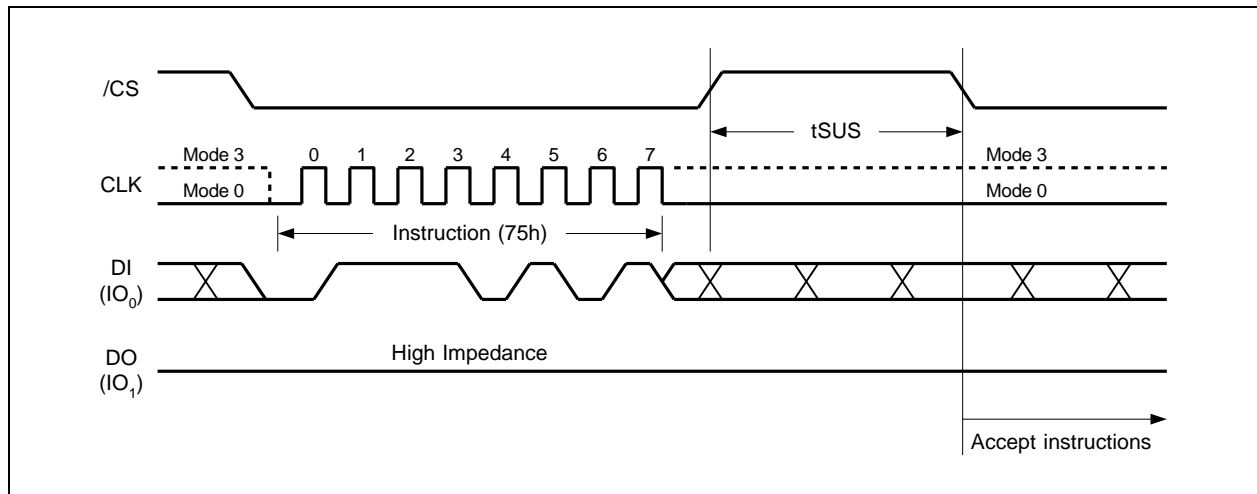 /CS
tSUS
Mode 3
0 1 2 3 4 5 6 7
Mode 3
CLK
Mode 0
Mode 0
Instruction (75h)
DI
(IO₀)
High Impedance
DO
(IO₁)
Accept instructions